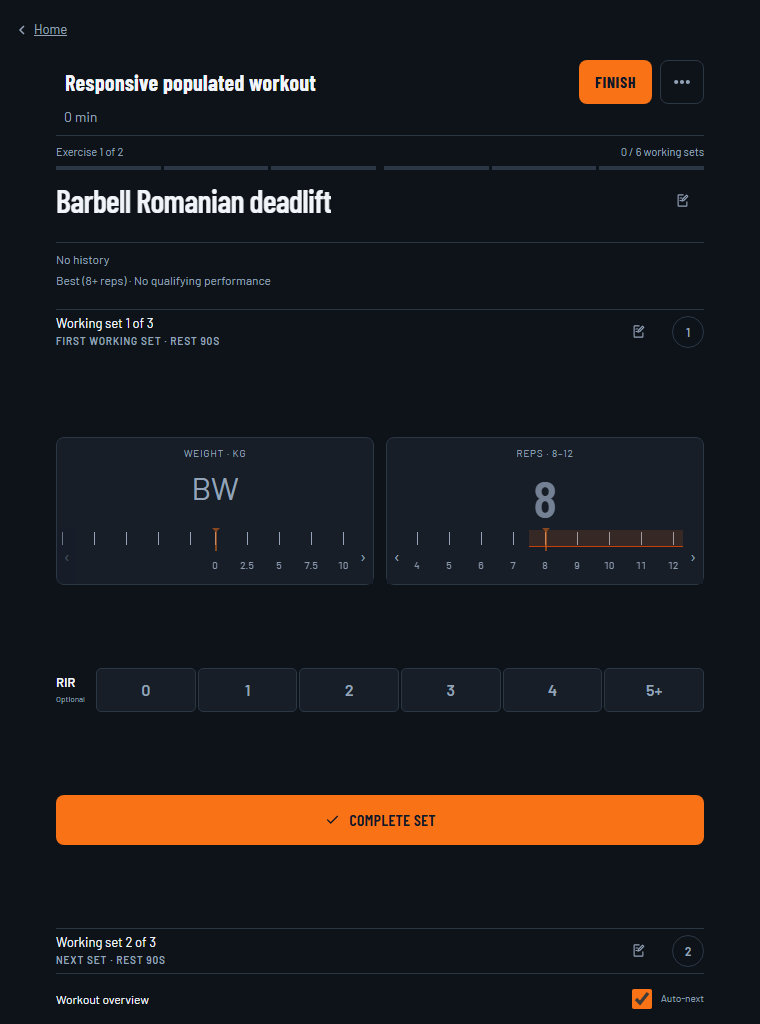 Home
Responsive populated workout
FINISH
0 min
Exercise 1 of 2
0 / 6 working sets
Barbell Romanian deadlift
No history
Best (8+ reps) · No qualifying performance
Working set 1 of 3
FIRST WORKING SET · REST 90S
1
WEIGHT · KG
BW
0 2.5 5 7.5 10
REPS · 8–12
8
4 5 6 7 8 9 10 11 12
RIR
Optional
0 1 2 3 4 5+
COMPLETE SET
Working set 2 of 3
NEXT SET · REST 90S
2
Workout overview
Auto-next